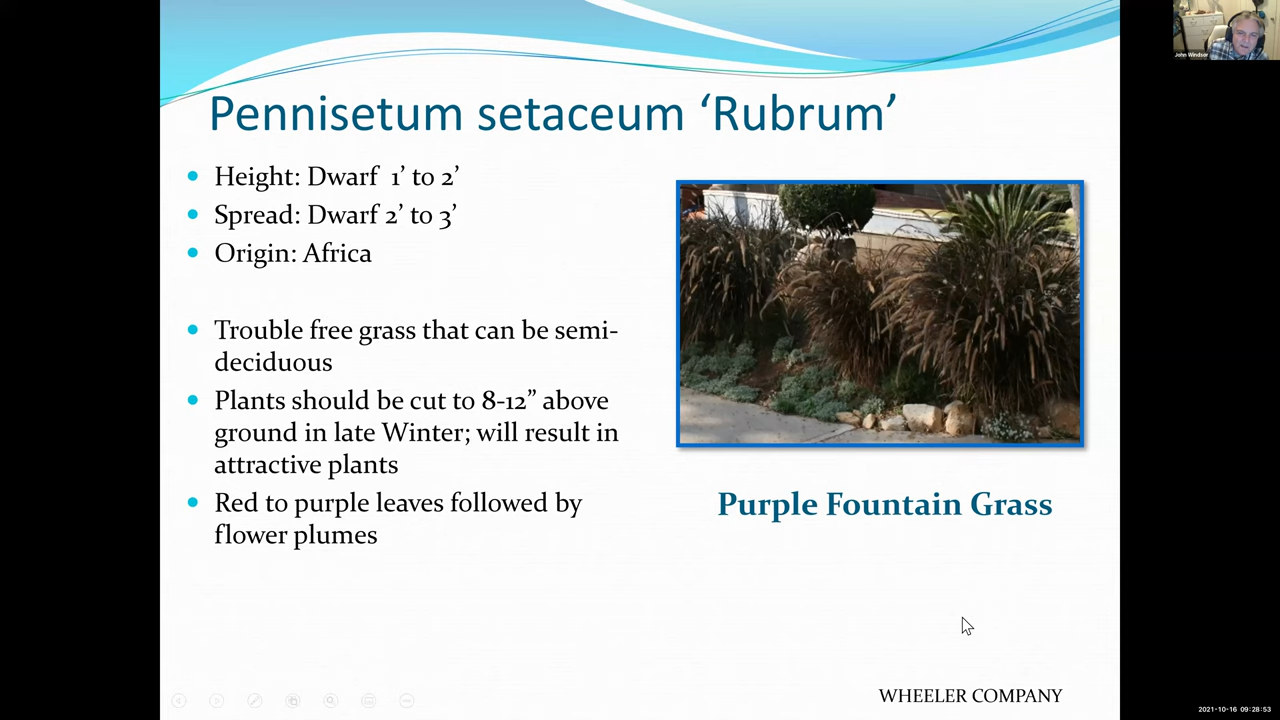 John Windsor
Pennisetum setaceum ‘Rubrum’
Height: Dwarf 1’ to 2’
Spread: Dwarf 2’ to 3’
Origin: Africa
Trouble free grass that can be semi-
deciduous
Plants should be cut to 8-12” above
ground in late Winter; will result in
attractive plants
Red to purple leaves followed by
flower plumes
Purple Fountain Grass
WHEELER COMPANY
2021-10-16 09:28:53